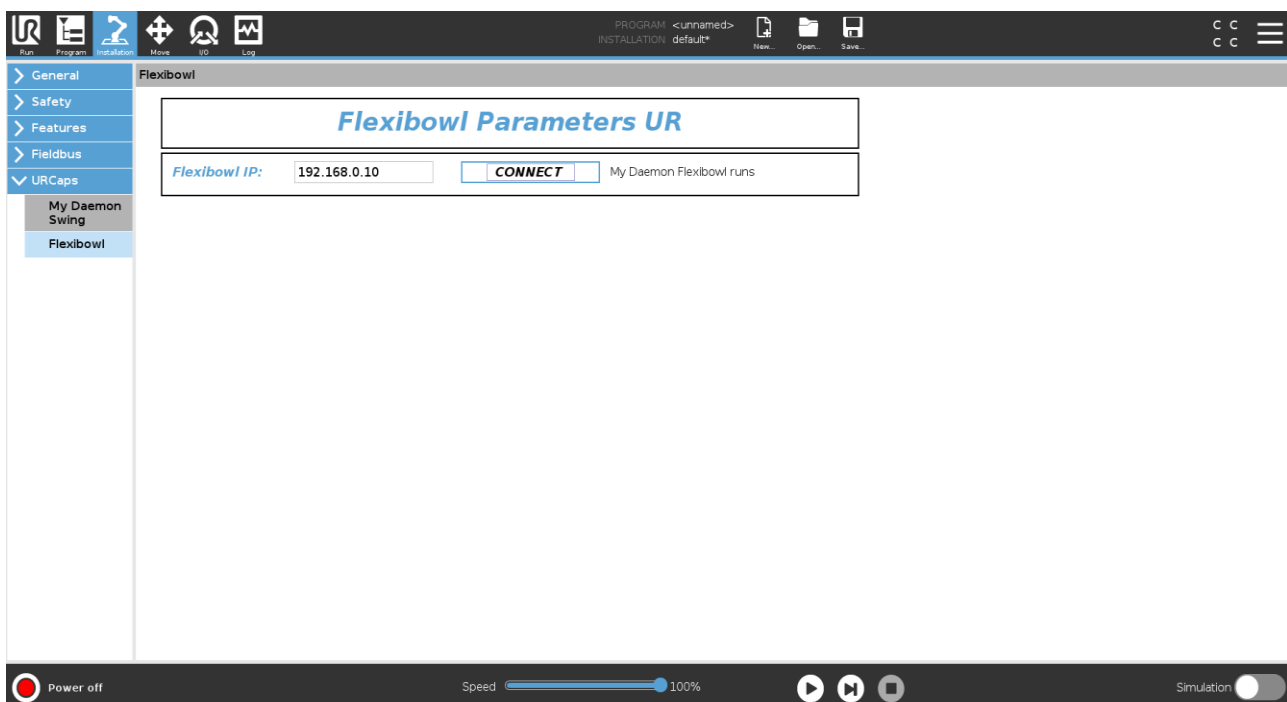 UR
Run
Program
Installation
Move
I/O
Log
PROGRAM <unnamed>
INSTALLATION default*
New...
Open...
Save...
C C
C C
General
Safety
Features
Fieldbus
URCaps
My Daemon
Swing
Flexibowl
Flexibowl
Flexibowl Parameters UR
Flexibowl IP: 192.168.0.10 CONNECT My Daemon Flexibowl runs
Power off
Speed 100%
Simulation